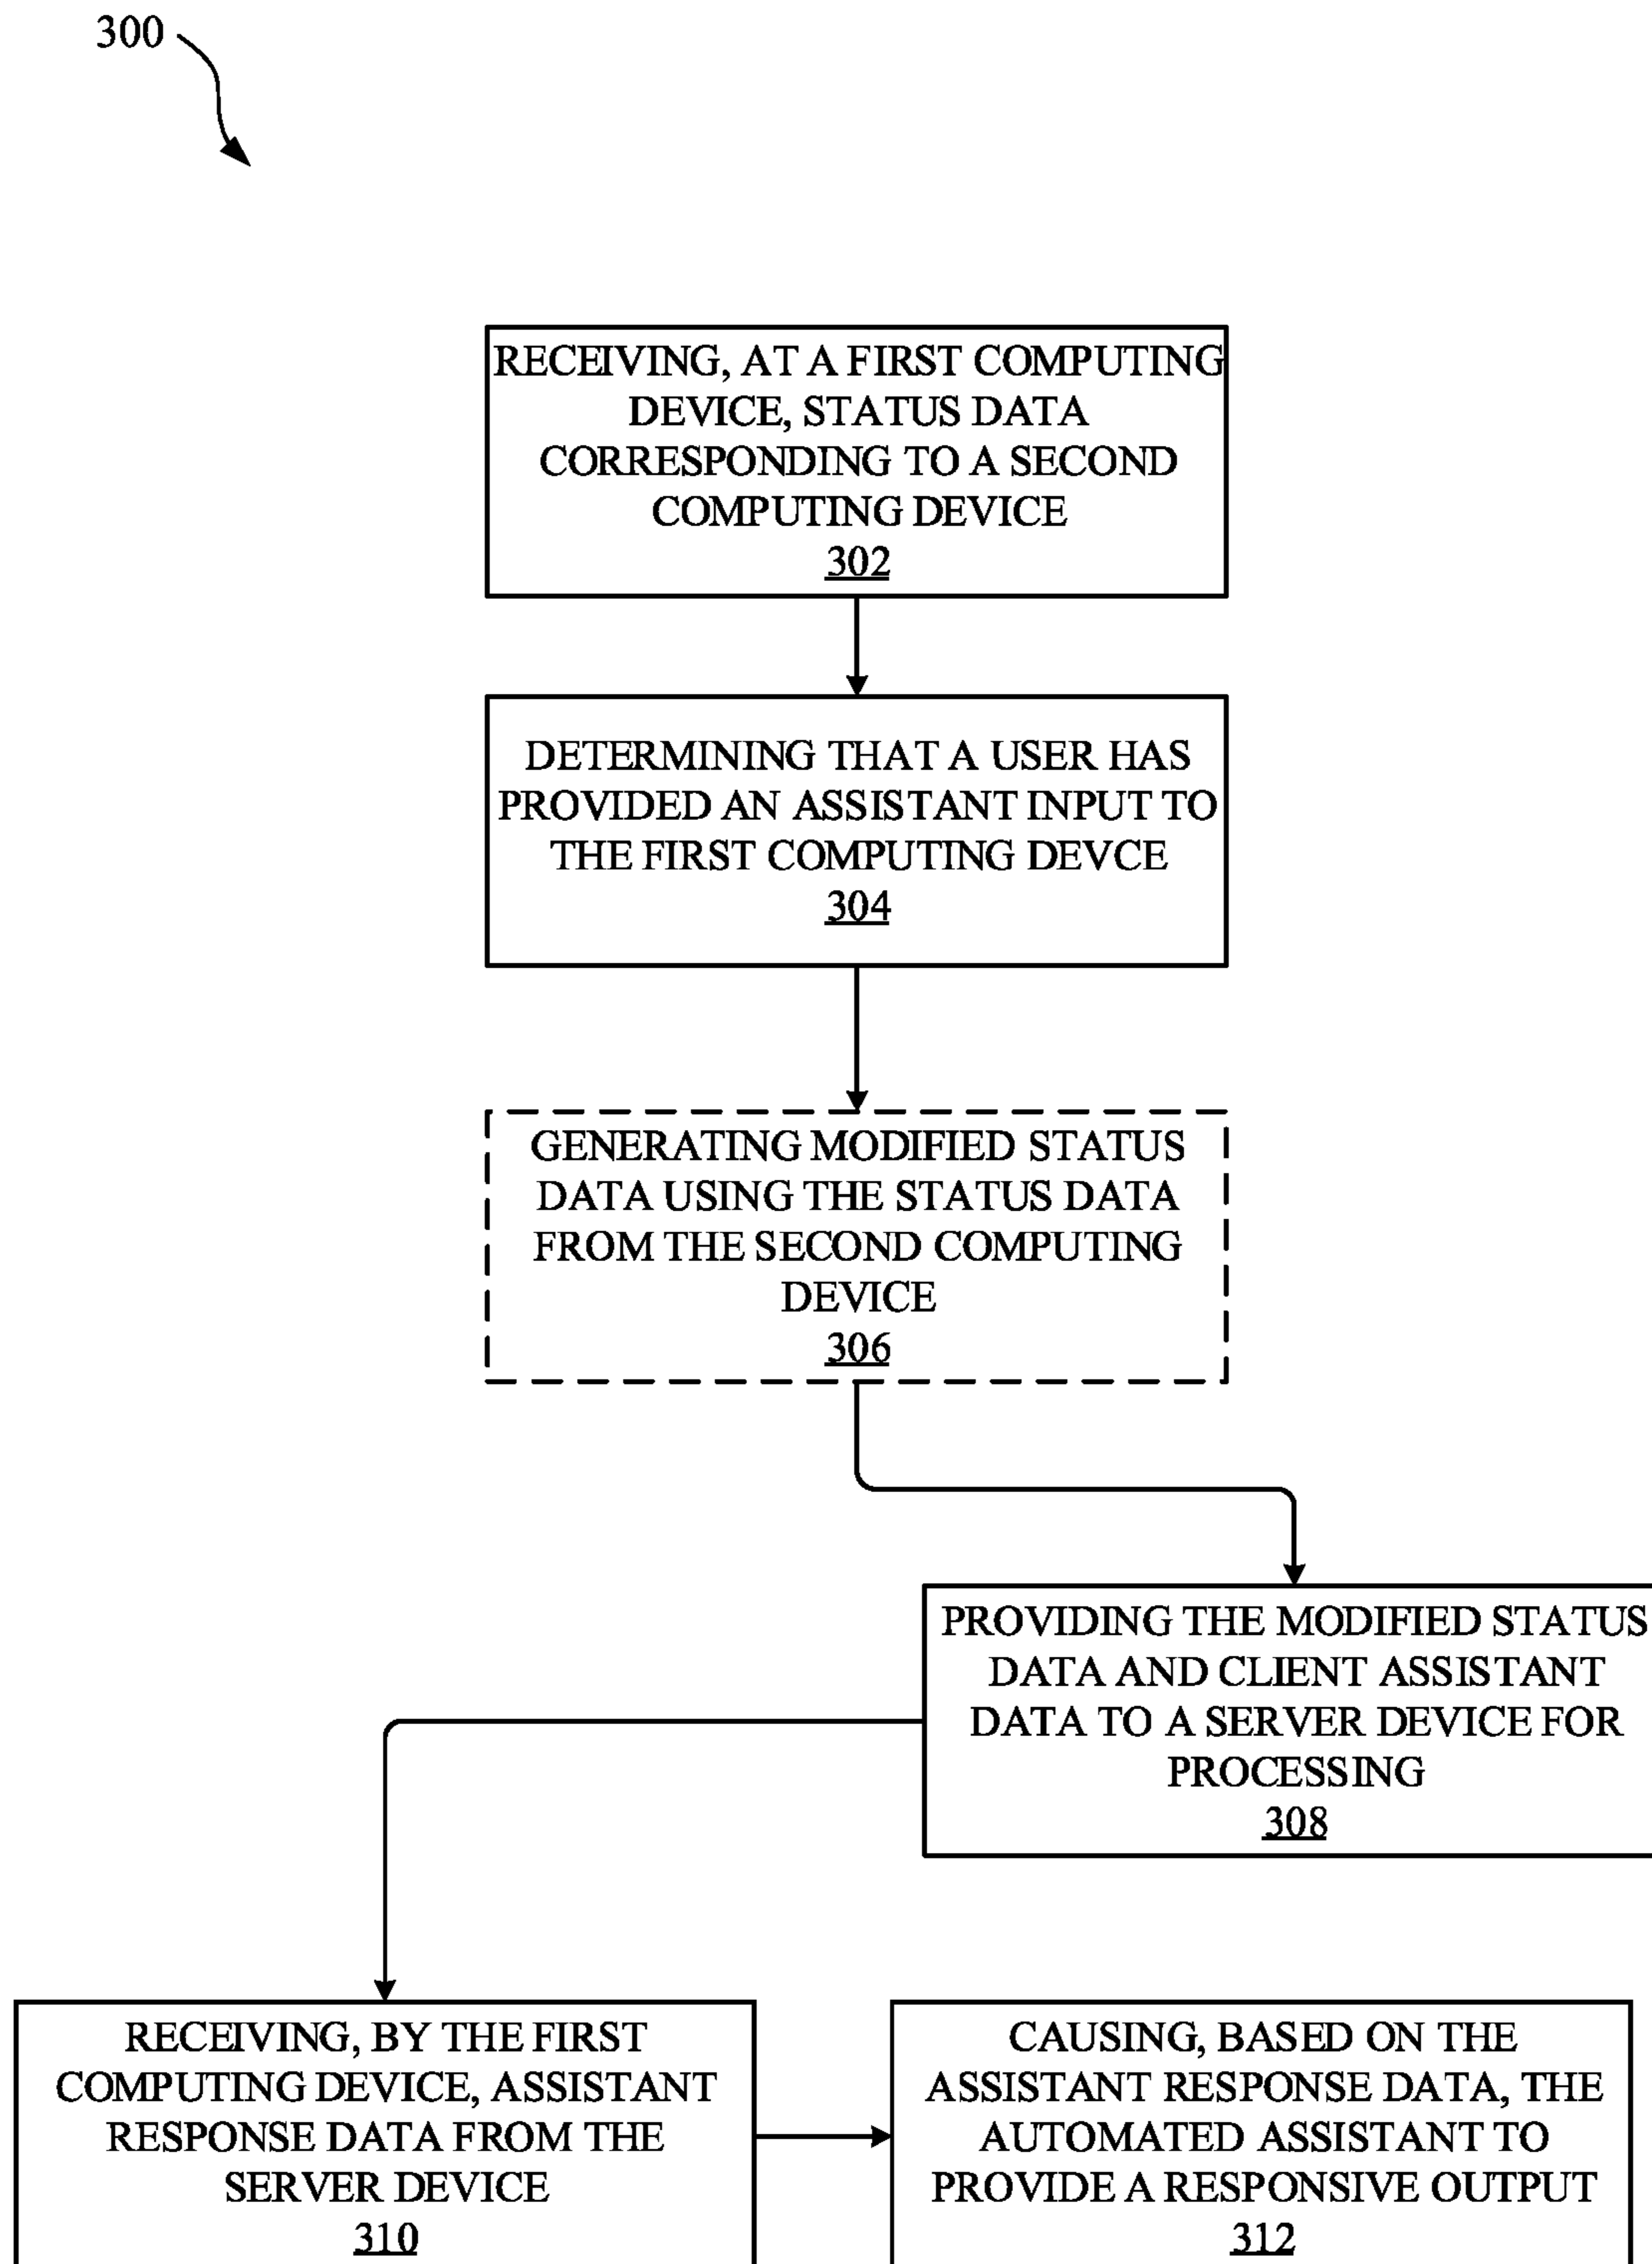 300
RECEIVING, AT A FIRST COMPUTING
DEVICE, STATUS DATA
CORRESPONDING TO A SECOND
COMPUTING DEVICE
302
DETERMINING THAT A USER HAS
PROVIDED AN ASSISTANT INPUT TO
THE FIRST COMPUTING DEVCE
304
GENERATING MODIFIED STATUS
DATA USING THE STATUS DATA
FROM THE SECOND COMPUTING
DEVICE
306
PROVIDING THE MODIFIED STATUS
DATA AND CLIENT ASSISTANT
DATA TO A SERVER DEVICE FOR
PROCESSING
308
RECEIVING, BY THE FIRST
COMPUTING DEVICE, ASSISTANT
RESPONSE DATA FROM THE
SERVER DEVICE
310
CAUSING, BASED ON THE
ASSISTANT RESPONSE DATA, THE
AUTOMATED ASSISTANT TO
PROVIDE A RESPONSIVE OUTPUT
312